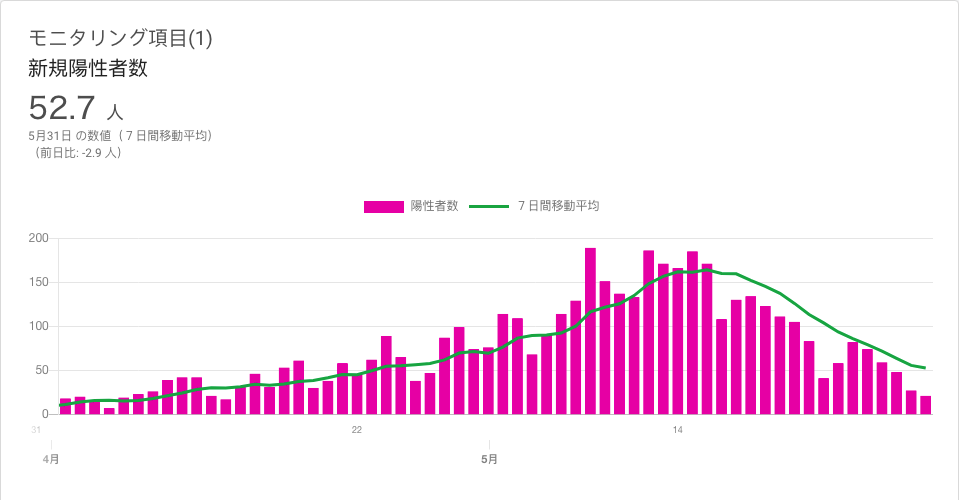 モニタリング項目(1)
新規陽性者数
52.7 人
5月31日 の数値（７日間移動平均）
（前日比: -2.9 人）
陽性者数 ７日間移動平均
200
150
100
50
0
31 22 14
4月 5月